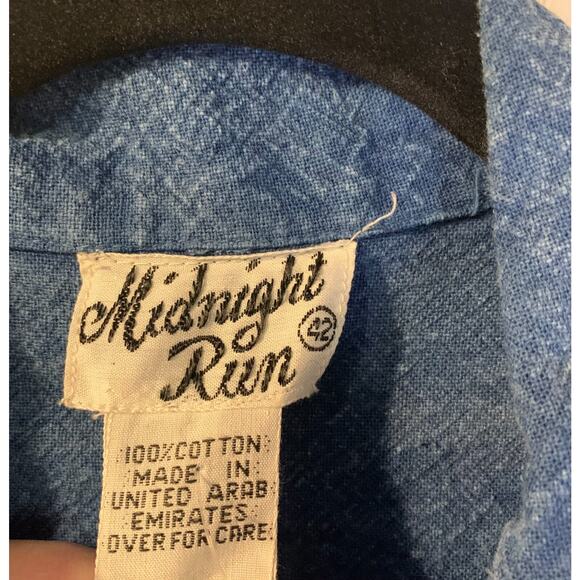 Midnight
Run 42
100% COTTON
MADE IN
UNITED ARAB
EMIRATES
OVER FOR CARE